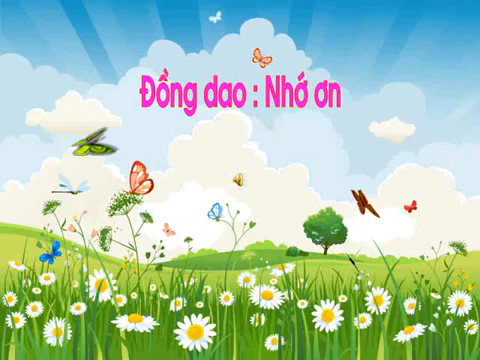 Đồng dao : Nhớ ơn